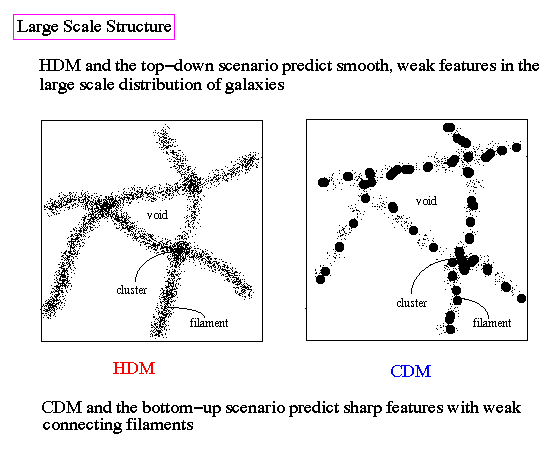 Large Scale Structure
HDM and the top-down scenario predict smooth, weak features in the
large scale distribution of galaxies
void
cluster
filament
void
cluster
filament
HDM
CDM
CDM and the bottom-up scenario predict sharp features with weak
connecting filaments